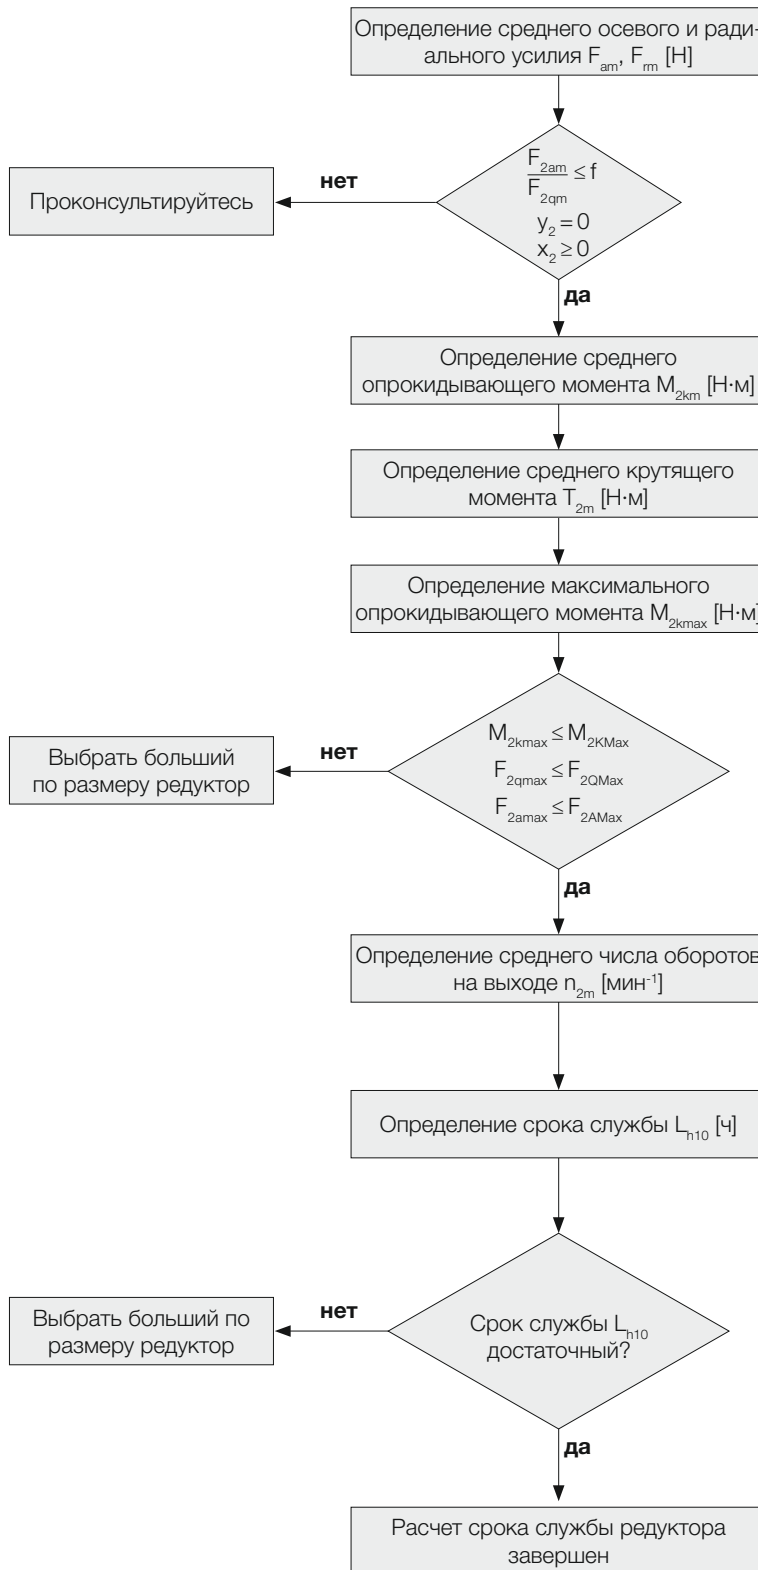 Определение среднего осевого и ради-
ального усилия F_am, F_rm [Н]
F_2am
F_2qm
≤ f
y_2 = 0
x_2 ≥ 0
нет
Проконсультируйтесь
да
Определение среднего
опрокидывающего момента M_2km [Н·м]
Определение среднего крутящего
момента T_2m [Н·м]
Определение максимального
опрокидывающего момента M_2kmax [Н·м]
M_2kmax ≤ M_2KMax
F_2qmax ≤ F_2QMax
F_2amax ≤ F_2AMax
нет
Выбрать больший
по размеру редуктор
да
Определение среднего числа оборотов
на выходе n_2m [мин⁻¹]
Определение срока службы L_h10 [ч]
Срок службы L_h10
достаточный?
нет
Выбрать больший по
размеру редуктор
да
Расчет срока службы редуктора
завершен